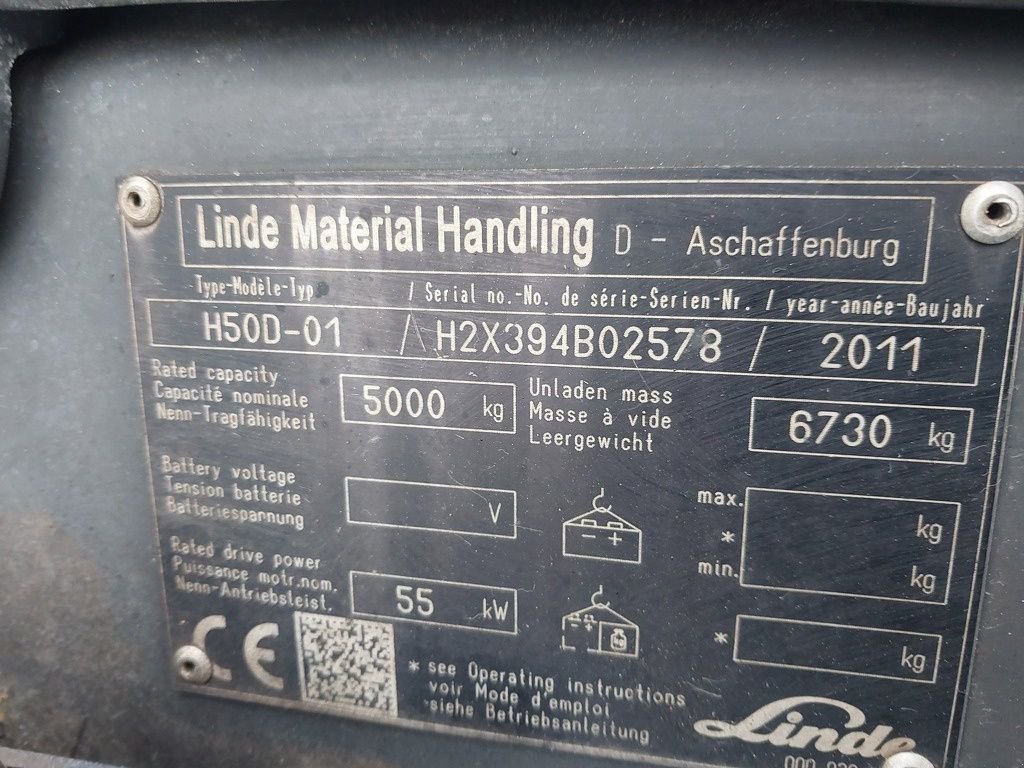 Linde Material Handling D - Aschaffenburg
Type-Modèle-Typ / Serial no.-No. de série-Serien-Nr. / year-année-Baujahr
H50D-01 / H2X394B02578 / 2011
Rated capacity
Capacité nominale
Nenn-Tragfähigkeit
5000 kg
Unladen mass
Masse à vide
Leergewicht
6730 kg
Battery voltage
Tension batterie
Batteriespannung
V
- +
max. kg
*
min. kg
Rated drive power
Puissance motr.nom.
Nenn-Antriebsleist.
55 kW
* kg
CE
* see Operating instructions
voir Mode d'emploi
siehe Betriebsanleitung
Linde